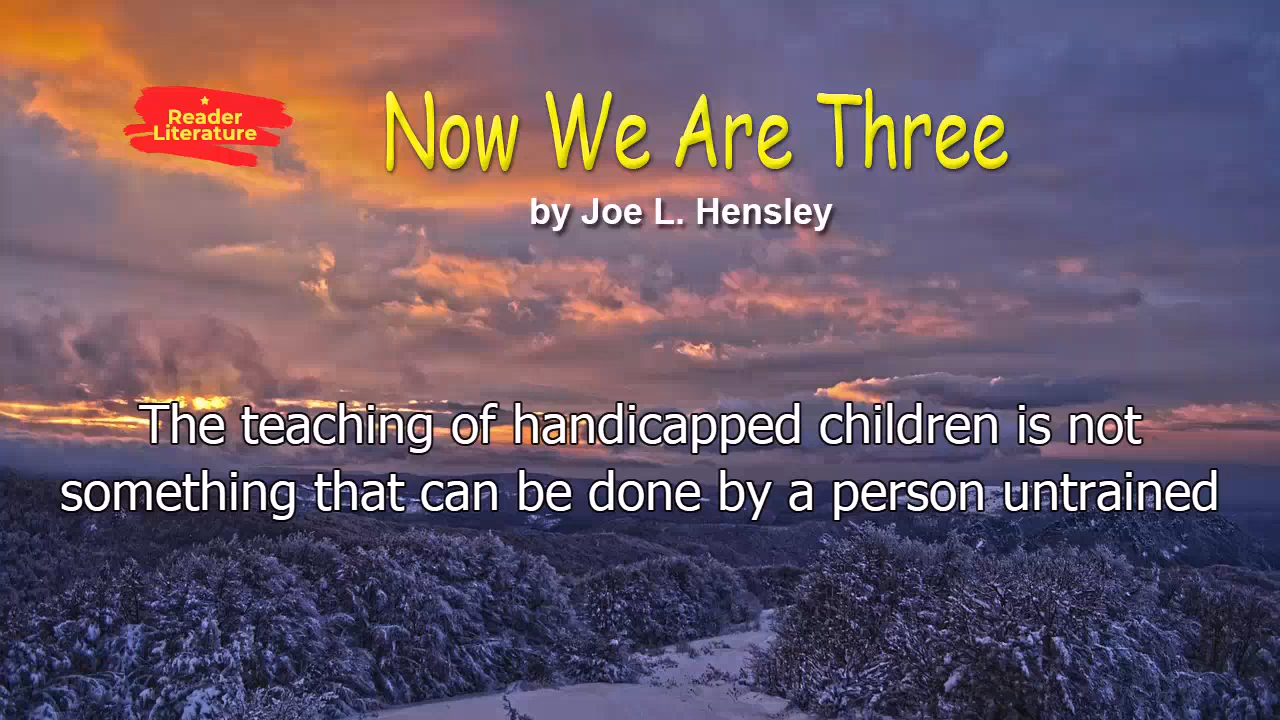 Reader
Literature
Now We Are Three
by Joe L. Hensley
The teaching of handicapped children is not
something that can be done by a person untrained